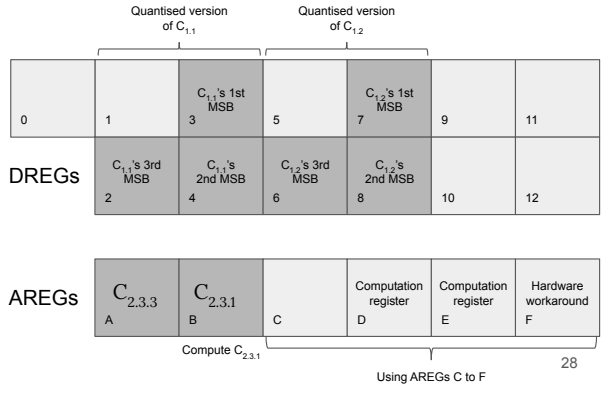 Quantised version
of C1.1
Quantised version
of C1.2
0
1
C1.1's 1st
MSB
3
5
C1.2's 1st
MSB
7
9
11
DREGs
C1.1's 3rd
MSB
2
C1.1's
2nd MSB
4
C1.2's 3rd
MSB
6
C1.2's
2nd MSB
8
10
12
AREGs
C2.3.3
A
C2.3.1
B
C
Computation
register
D
Computation
register
E
Hardware
workaround
F
Compute C2.3.1
Using AREGs C to F
28